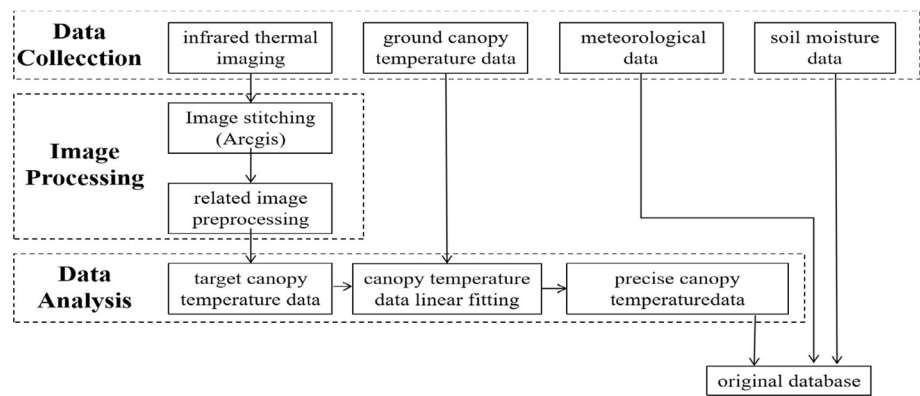 Data
Collecction
infrared thermal
imaging
ground canopy
temperature data
meteorological
data
soil moisture
data
Image
Processing
Image stitching
(Arcgis)
related image
preprocessing
Data
Analysis
target canopy
temperature data
canopy temperature
data linear fitting
precise canopy
temperaturedata
original database